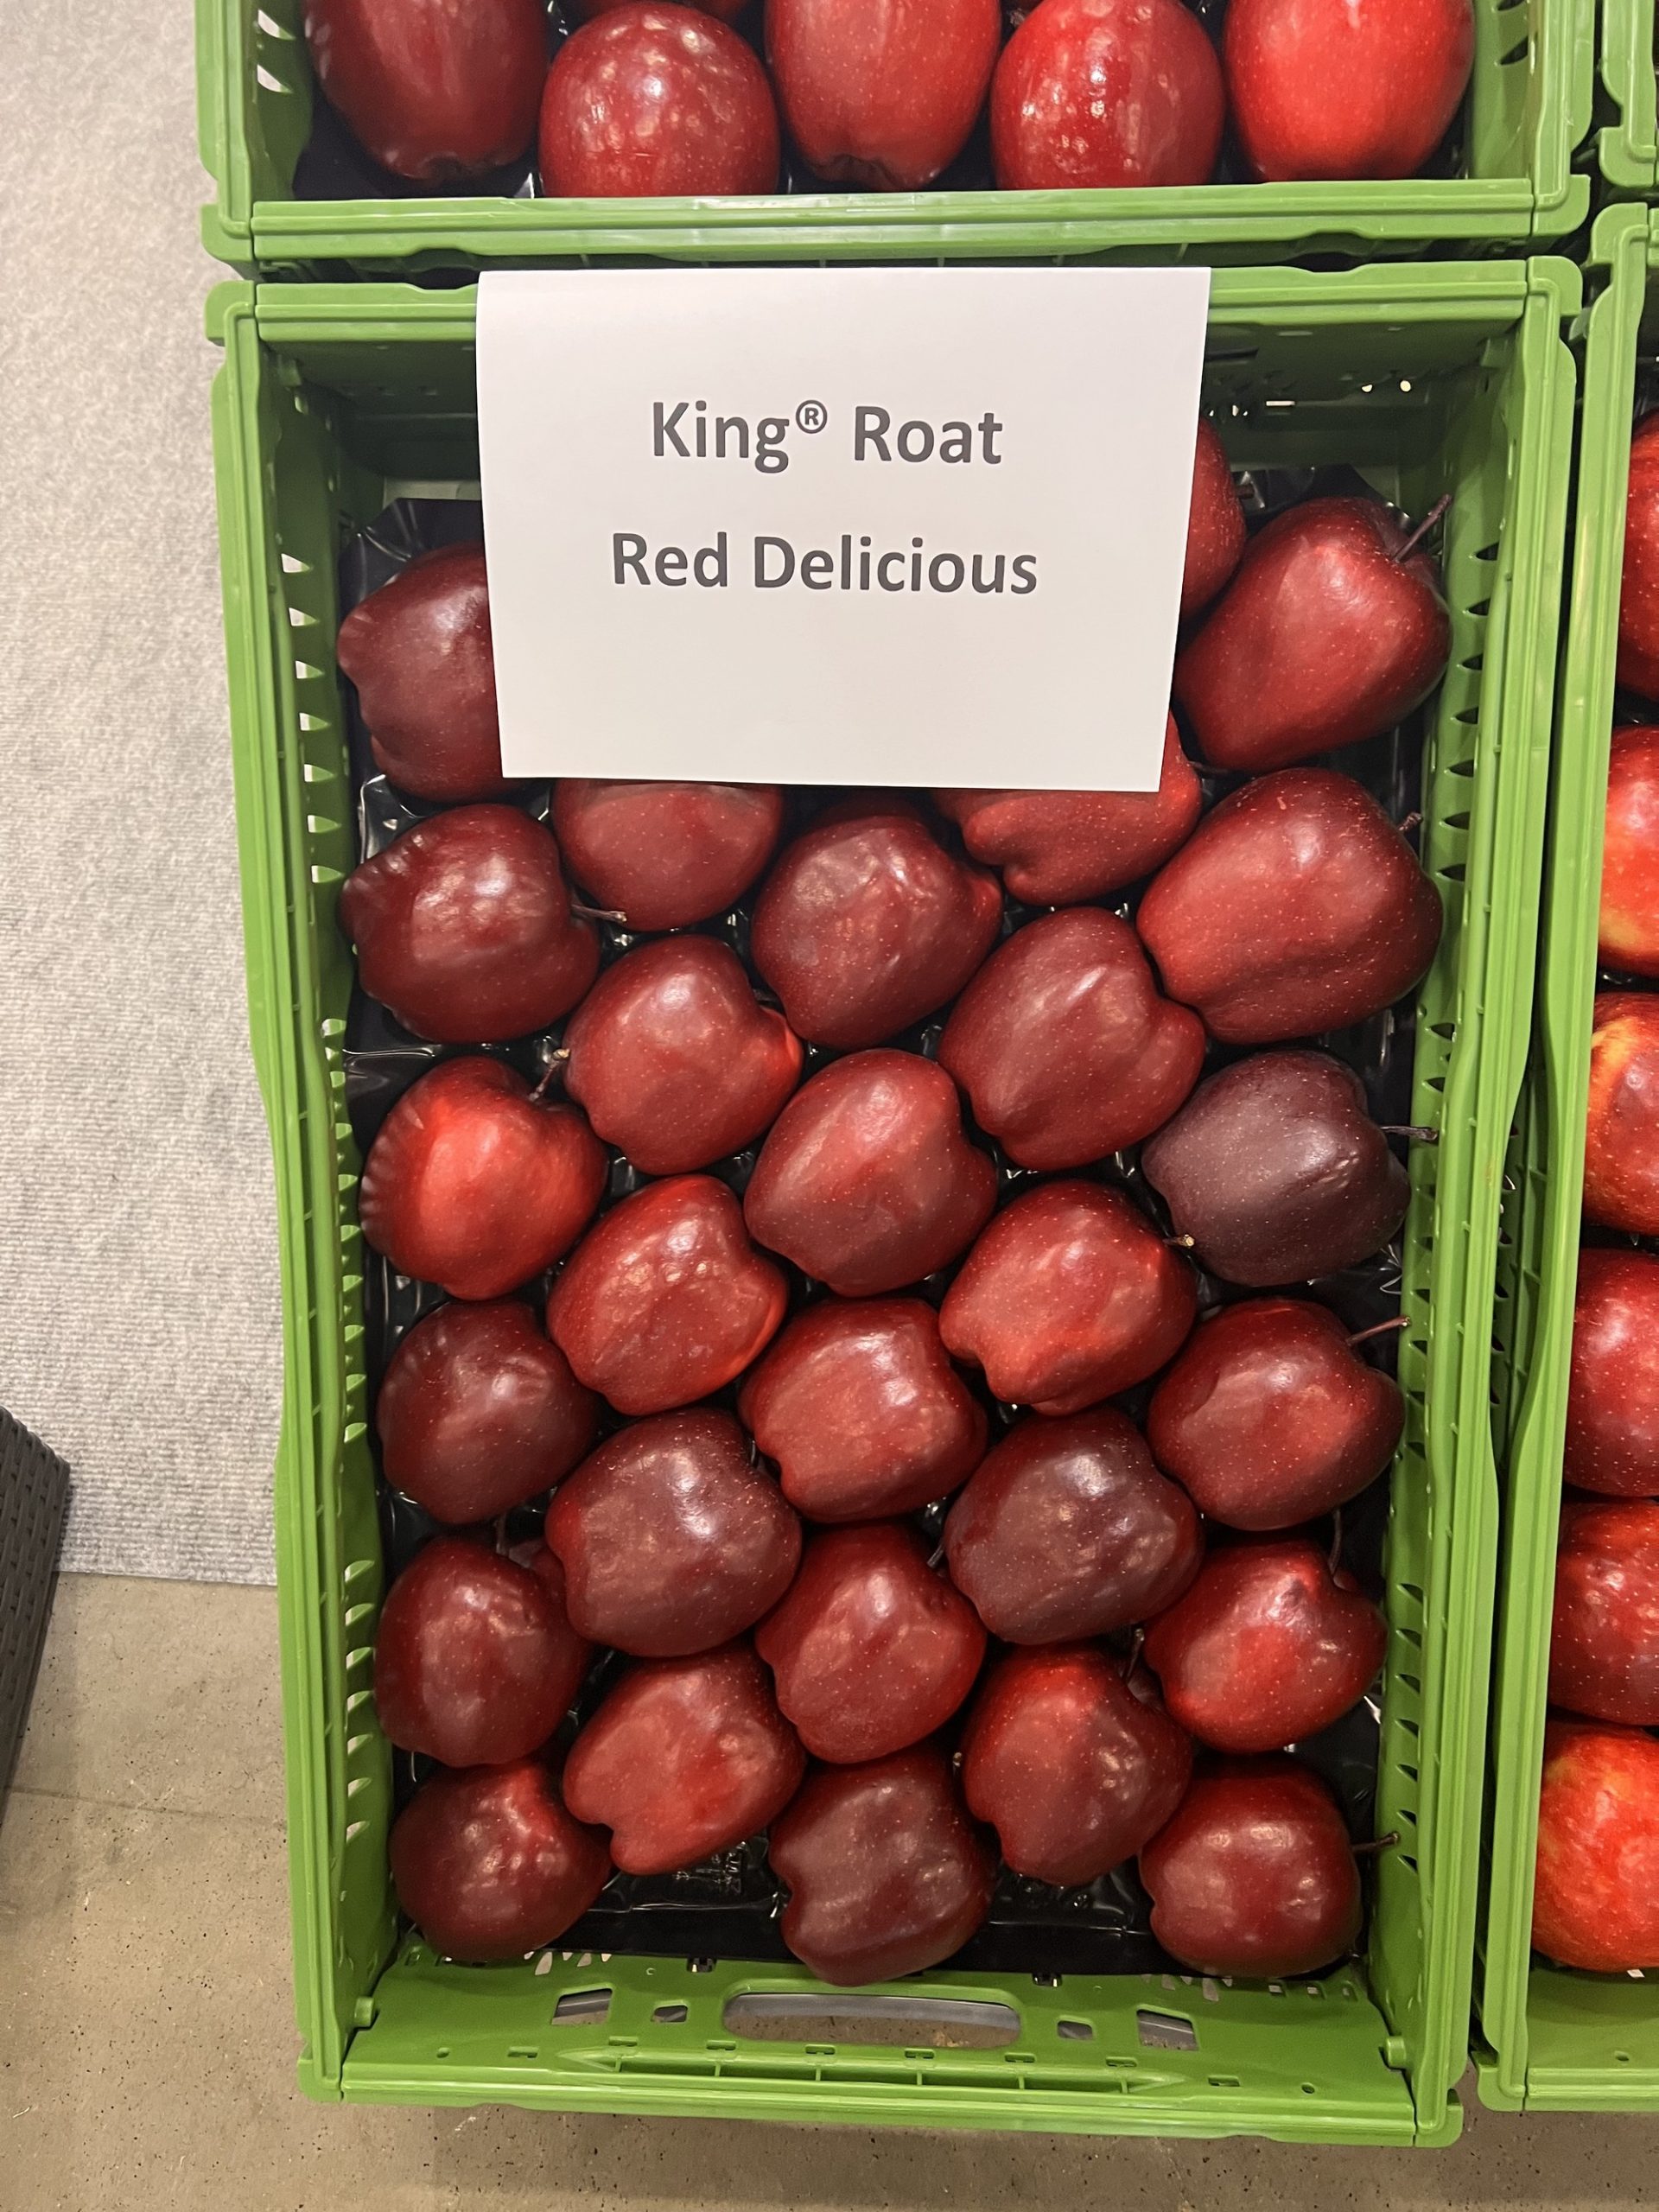 King® Roat
Red Delicious